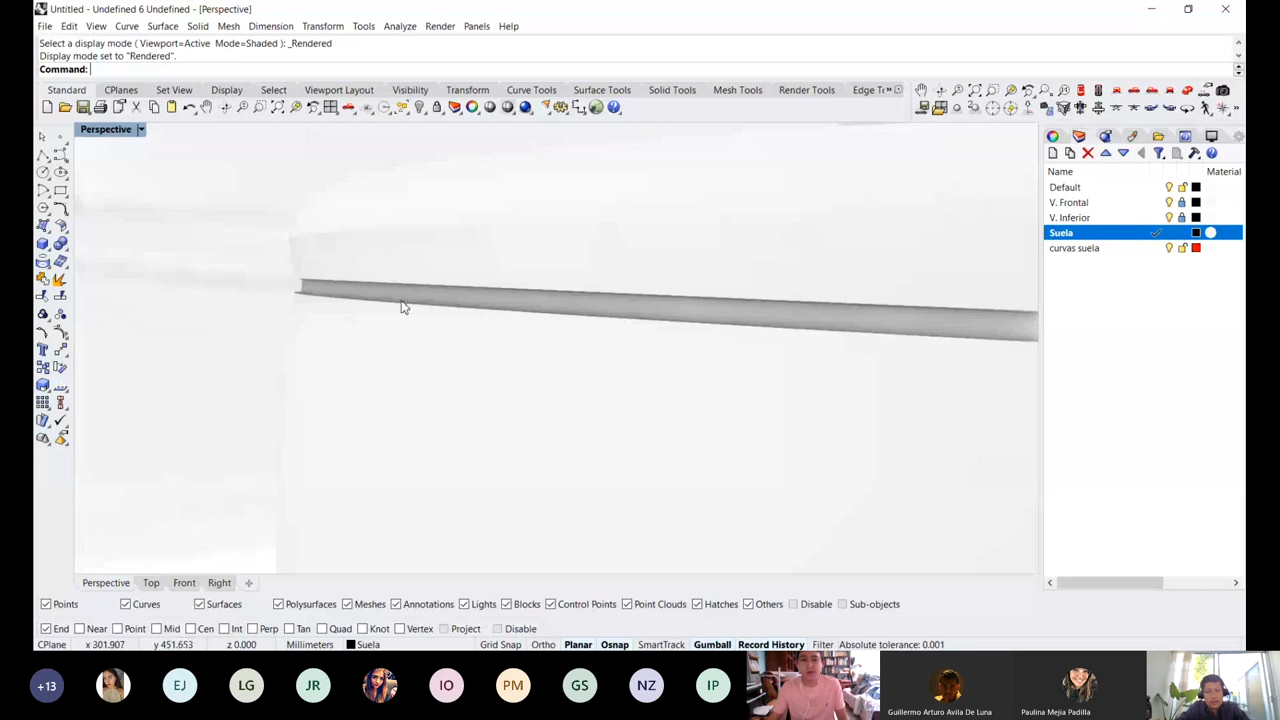 Untitled - Undefined 6 Undefined - [Perspective]
File Edit View Curve Surface Solid Mesh Dimension Transform Tools Analyze Render Panels Help
Select a display mode ( Viewport=Active Mode=Shaded ): _Rendered
Display mode set to "Rendered".
Command:
Standard CPlanes Set View Display Select Viewport Layout Visibility Transform Curve Tools Surface Tools Solid Tools Mesh Tools Render Tools Edge T
Perspective
Name Material
Default
V. Frontal
V. Inferior
Suela
curvas suela
Perspective Top Front Right
Points Curves Surfaces Polysurfaces Meshes Annotations Lights Blocks Control Points Point Clouds Hatches Others Disable Sub-objects
End Near Point Mid Cen Int Perp Tan Quad Knot Vertex Project Disable
CPlane x 301.907 y 451.653 z 0.000 Millimeters Suela Grid Snap Ortho Planar Osnap SmartTrack Gumball Record History Filter Absolute tolerance: 0.001
+13 EJ LG JR IO PM GS NZ IP
Guillermo Arturo Avila De Luna Paulina Mejia Padilla